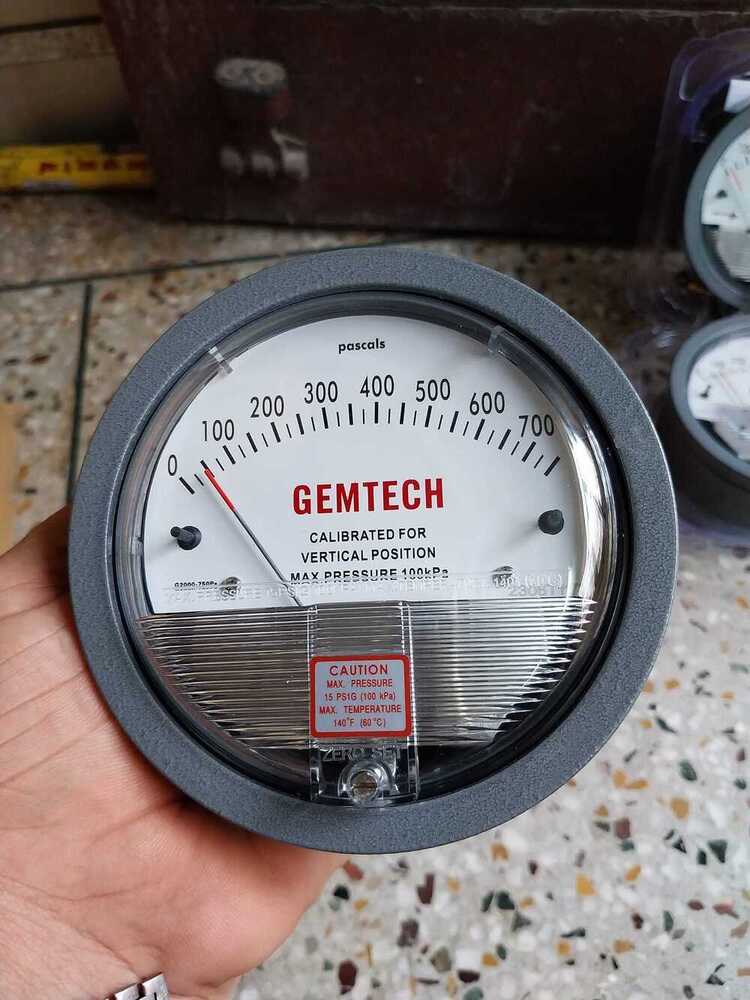 pascals
0 100 200 300 400 500 600 700
GEMTECH
CALIBRATED FOR
VERTICAL POSITION
MAX PRESSURE 100kPa
G2000-750Pa
CAUTION
MAX. PRESSURE
15 PS1G (100 kPa)
MAX. TEMPERATURE
140°F (60°C)
ZERO SET